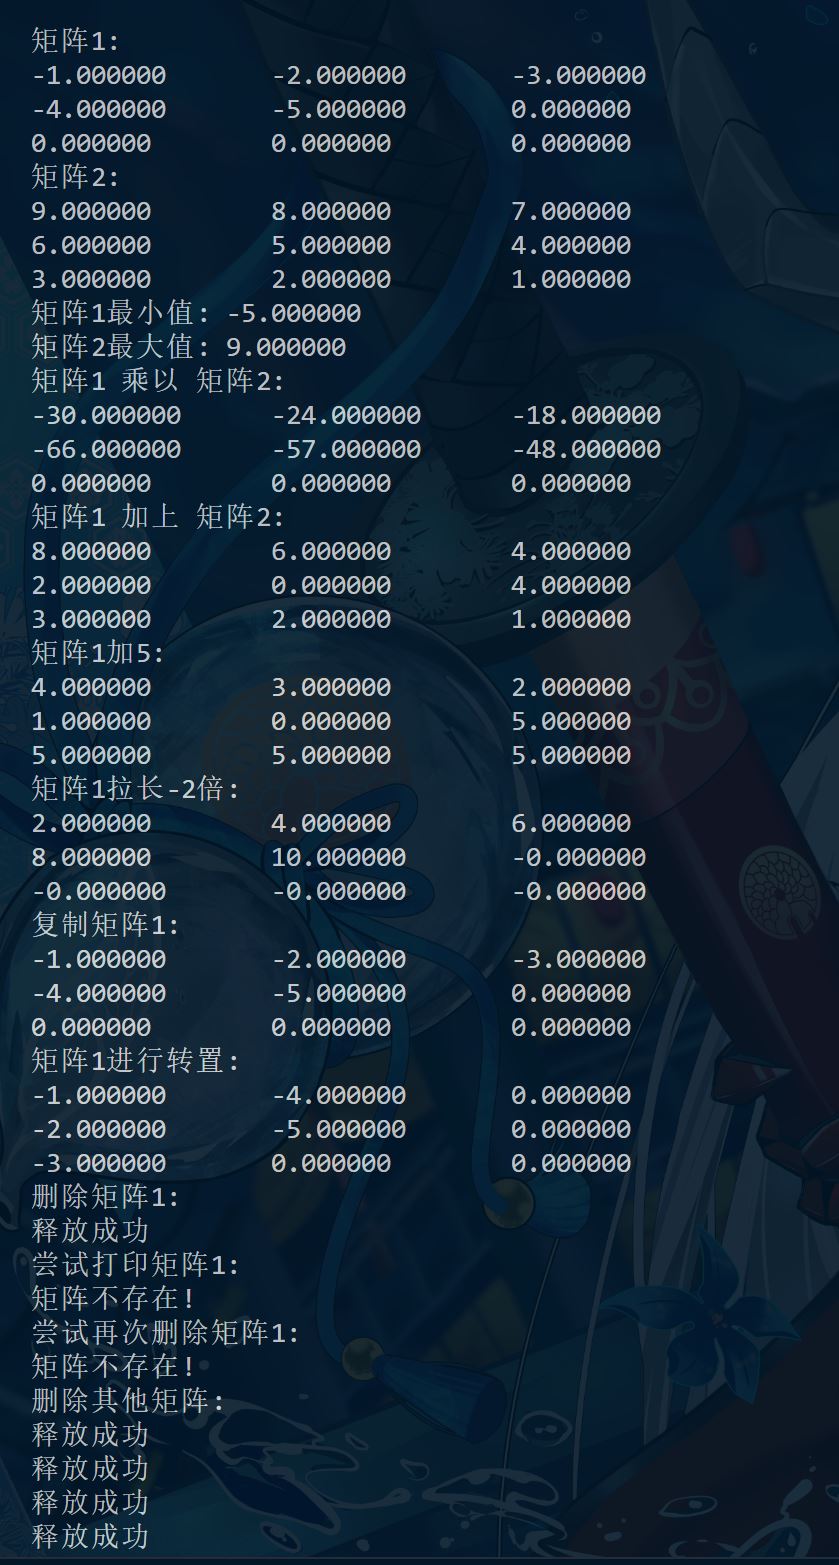 矩阵1:
-1.000000 -2.000000 -3.000000
-4.000000 -5.000000 0.000000
0.000000 0.000000 0.000000
矩阵2:
9.000000 8.000000 7.000000
6.000000 5.000000 4.000000
3.000000 2.000000 1.000000
矩阵1最小值: -5.000000
矩阵2最大值: 9.000000
矩阵1 乘以 矩阵2:
-30.000000 -24.000000 -18.000000
-66.000000 -57.000000 -48.000000
0.000000 0.000000 0.000000
矩阵1 加上 矩阵2:
8.000000 6.000000 4.000000
2.000000 0.000000 4.000000
3.000000 2.000000 1.000000
矩阵1加5:
4.000000 3.000000 2.000000
1.000000 0.000000 5.000000
5.000000 5.000000 5.000000
矩阵1拉长-2倍:
2.000000 4.000000 6.000000
8.000000 10.000000 -0.000000
-0.000000 -0.000000 -0.000000
复制矩阵1:
-1.000000 -2.000000 -3.000000
-4.000000 -5.000000 0.000000
0.000000 0.000000 0.000000
矩阵1进行转置:
-1.000000 -4.000000 0.000000
-2.000000 -5.000000 0.000000
-3.000000 0.000000 0.000000
删除矩阵1:
释放成功
尝试打印矩阵1:
矩阵不存在!
尝试再次删除矩阵1:
矩阵不存在!
删除其他矩阵:
释放成功
释放成功
释放成功
释放成功